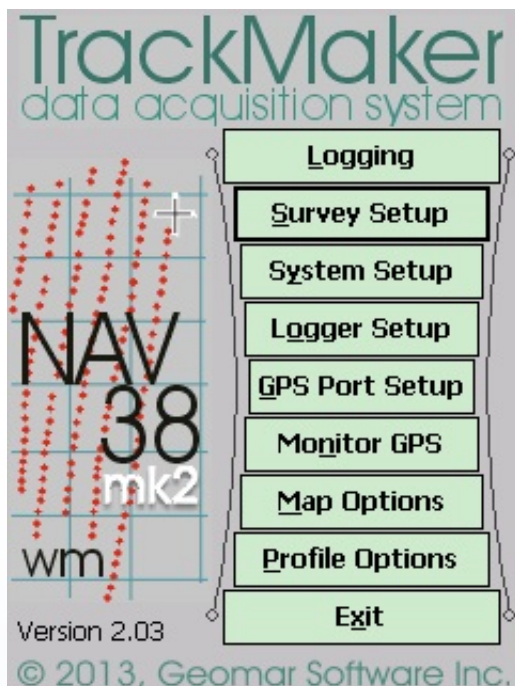 TrackMaker
data acquisition system
Logging
Survey Setup
System Setup
Logger Setup
GPS Port Setup
Monitor GPS
Map Options
Profile Options
Exit
NAV
38
mk2
wm
Version 2.03
© 2013, Geomar Software Inc.